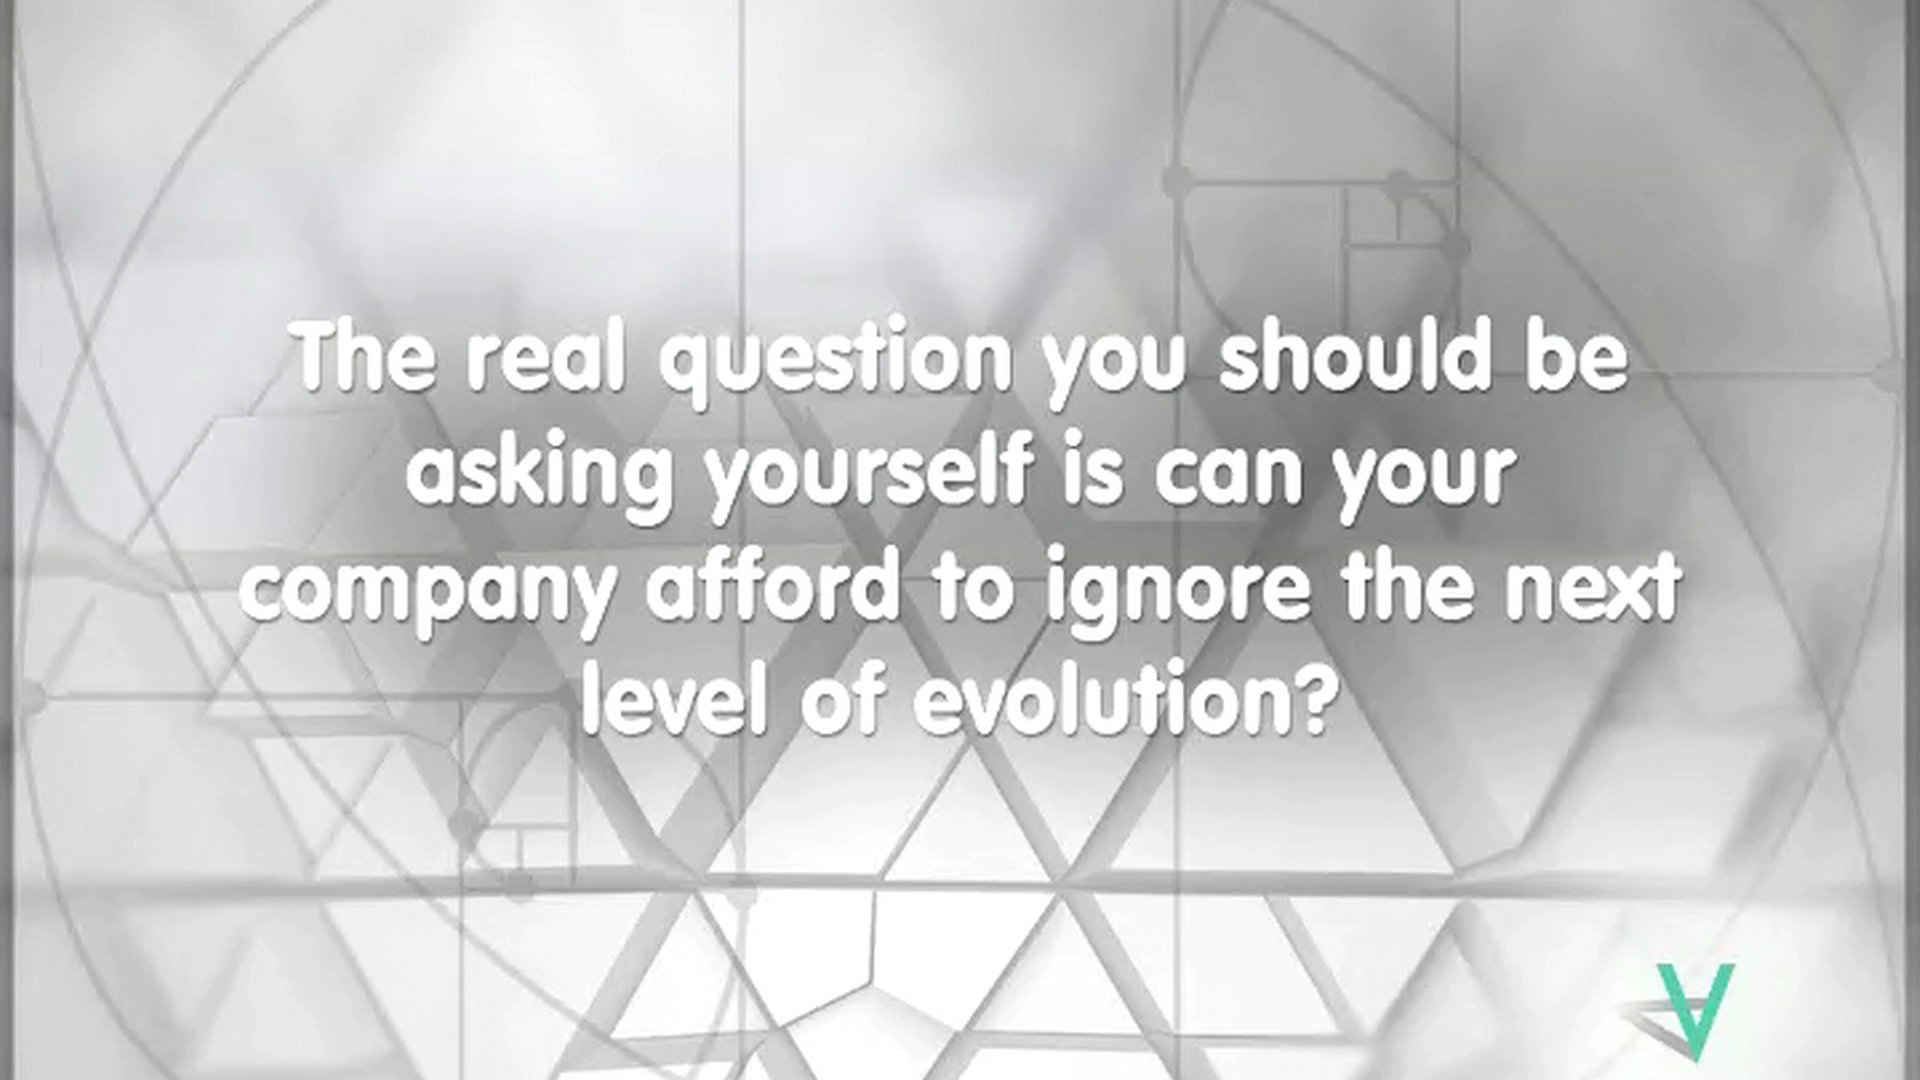 The real question you should be
asking yourself is can your
company afford to ignore the next
level of evolution?